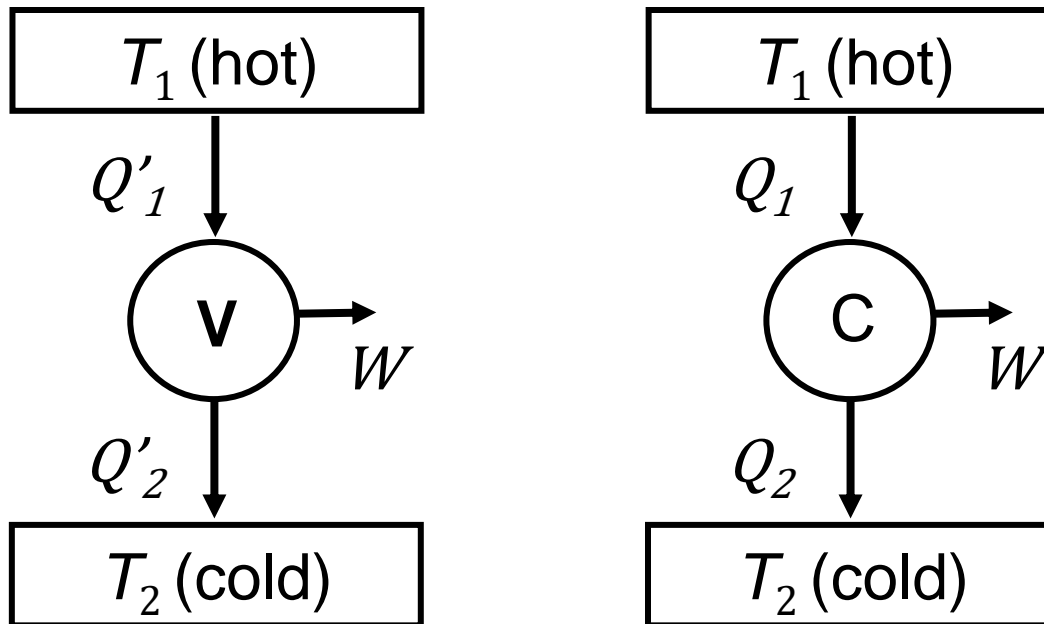 T₁ (hot)
Q’₁
V
W
Q’₂
T₂ (cold)
T₁ (hot)
Q₁
C
W
Q₂
T₂ (cold)